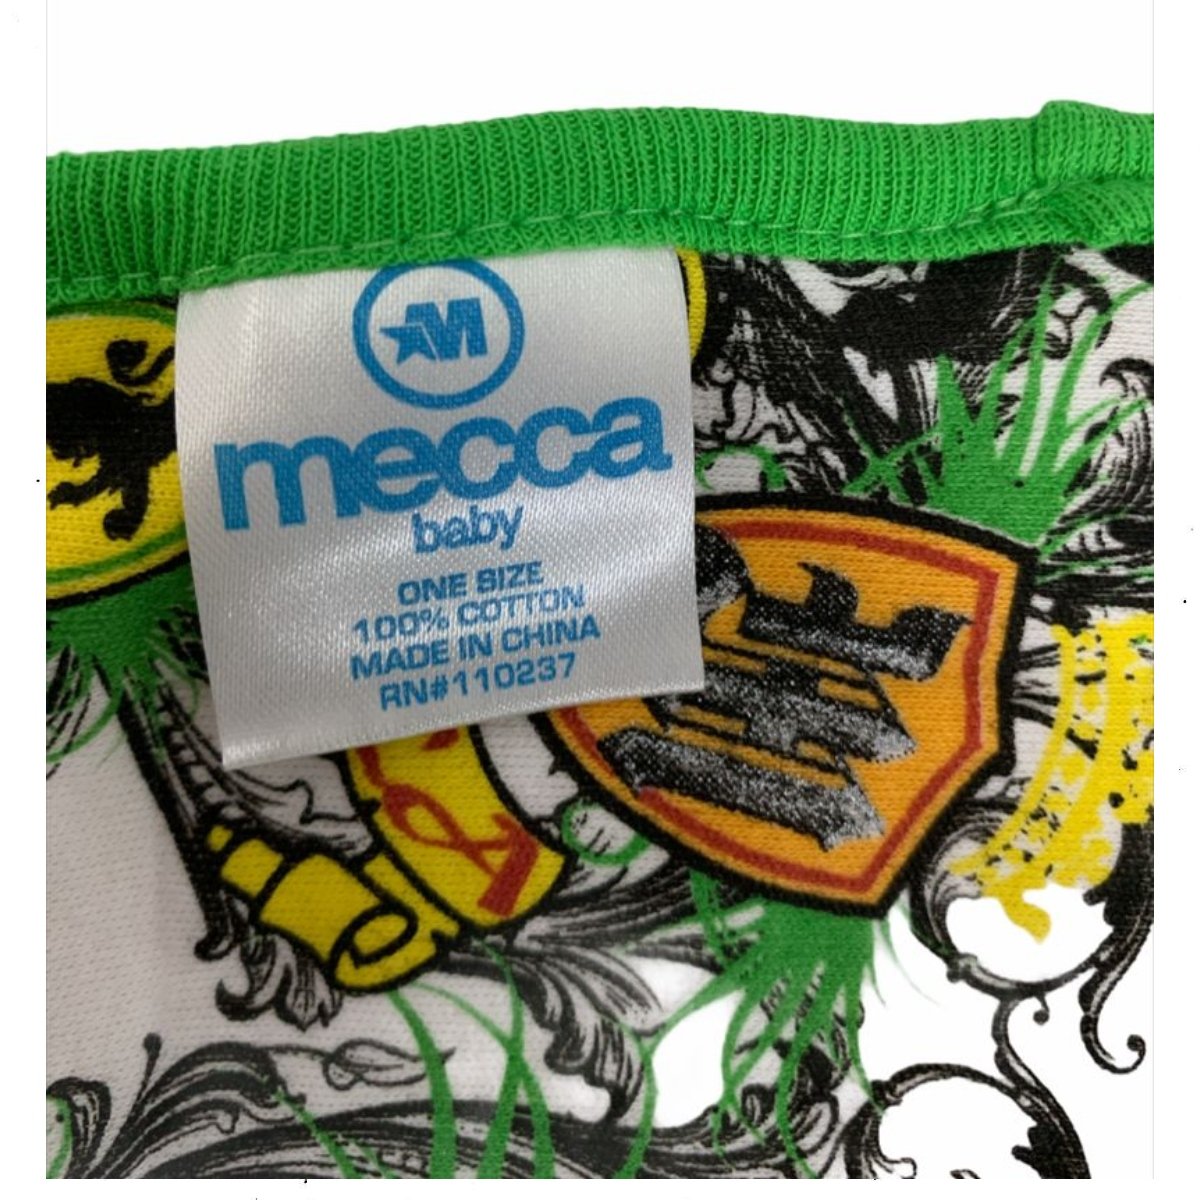 M
mecca
baby
ONE SIZE
100% COTTON
MADE IN CHINA
RN#110237